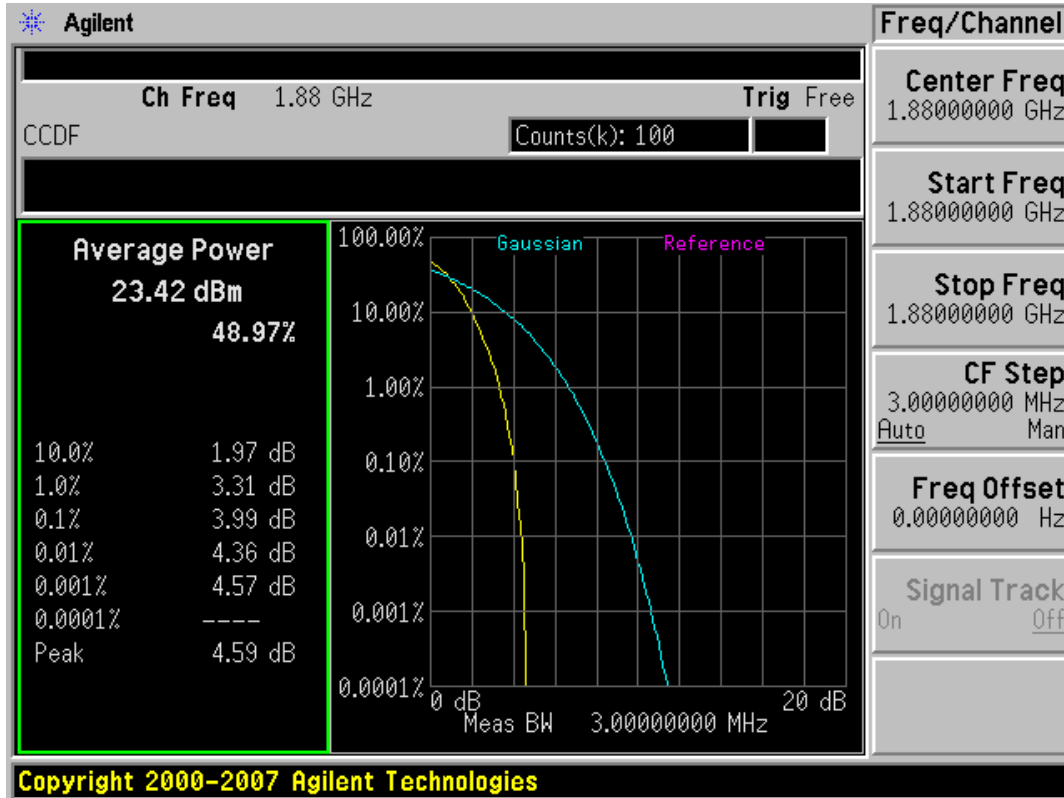 Agilent
Ch Freq 1.88 GHz Trig Free
CCDF Counts(k): 100
Average Power
23.42 dBm
48.97%
10.0% 1.97 dB
1.0% 3.31 dB
0.1% 3.99 dB
0.01% 4.36 dB
0.001% 4.57 dB
0.0001% ----
Peak 4.59 dB
Gaussian Reference
100.00%
10.00%
1.00%
0.10%
0.01%
0.001%
0.0001%
0 dB 20 dB
Meas BW 3.00000000 MHz
Freq/Channel
Center Freq
1.88000000 GHz
Start Freq
1.88000000 GHz
Stop Freq
1.88000000 GHz
CF Step
3.00000000 MHz
Auto Man
Freq Offset
0.00000000 Hz
Signal Track
On Off
Copyright 2000-2007 Agilent Technologies